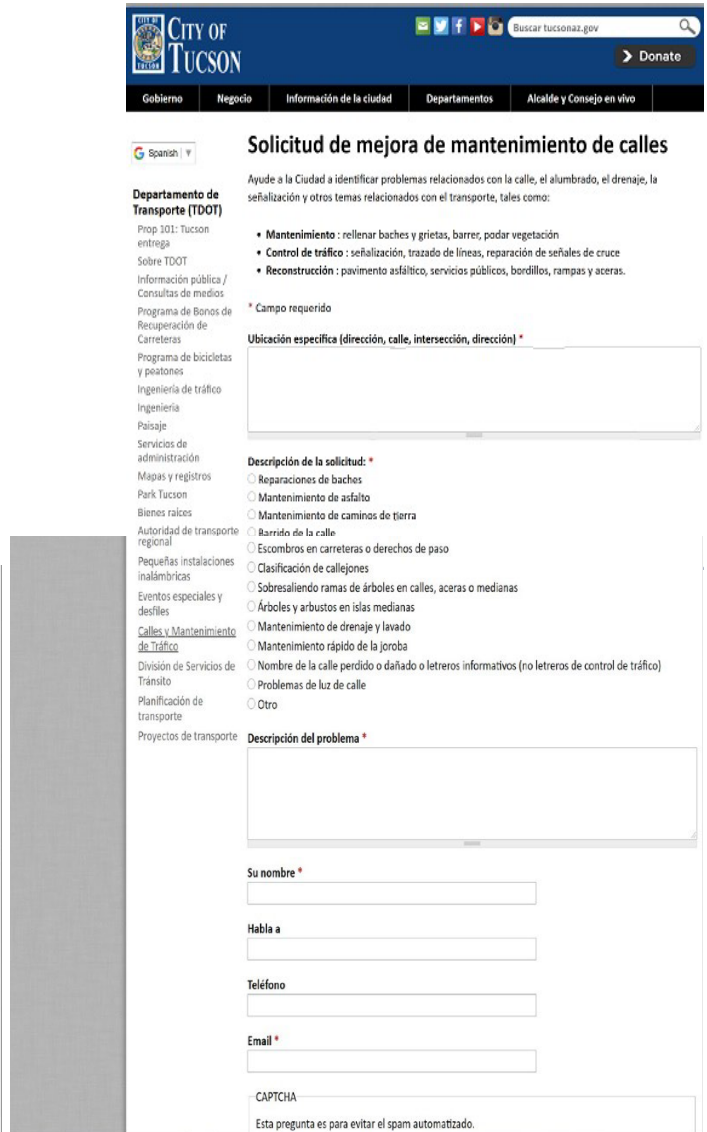 CITY OF
TUCSON
Buscar tucsonaz.gov
Donate
Gobierno Negocio Información de la ciudad Departamentos Alcalde y Consejo en vivo
G Spanish ▼
Departamento de
Transporte (TDOT)
Prop 101: Tucson
entrega
Sobre TDOT
Información pública /
Consultas de medios
Programa de Bonos de
Recuperación de
Carreteras
Programa de bicicletas
y peatones
Ingeniería de tráfico
Ingenieria
Paisaje
Servicios de
administración
Mapas y registros
Park Tucson
Bienes raíces
Autoridad de transporte
regional
Pequeñas instalaciones
inalámbricas
Eventos especiales y
desfiles
Calles y Mantenimiento
de Tráfico
División de Servicios de
Tránsito
Planificación de
transporte
Proyectos de transporte
Solicitud de mejora de mantenimiento de calles
Ayude a la Ciudad a identificar problemas relacionados con la calle, el alumbrado, el drenaje, la
señalización y otros temas relacionados con el transporte, tales como:
• Mantenimiento : rellenar baches y grietas, barrer, podar vegetación
• Control de tráfico : señalización, trazado de líneas, reparación de señales de cruce
• Reconstrucción : pavimento asfáltico, servicios públicos, bordillos, rampas y aceras.
* Campo requerido
Ubicación especifica (dirección, calle, intersección, dirección) *
Descripción de la solicitud: *
Reparaciones de baches
Mantenimiento de asfalto
Mantenimiento de caminos de tierra
Barrido de la calle
Escombros en carreteras o derechos de paso
Clasificación de callejones
Sobresaliendo ramas de árboles en calles, aceras o medianas
Árboles y arbustos en islas medianas
Mantenimiento de drenaje y lavado
Mantenimiento rápido de la joroba
Nombre de la calle perdido o dañado o letreros informativos (no letreros de control de tráfico)
Problemas de luz de calle
Otro
Descripción del problema *
Su nombre *
Habla a
Teléfono
Email *
CAPTCHA
Esta pregunta es para evitar el spam automatizado.